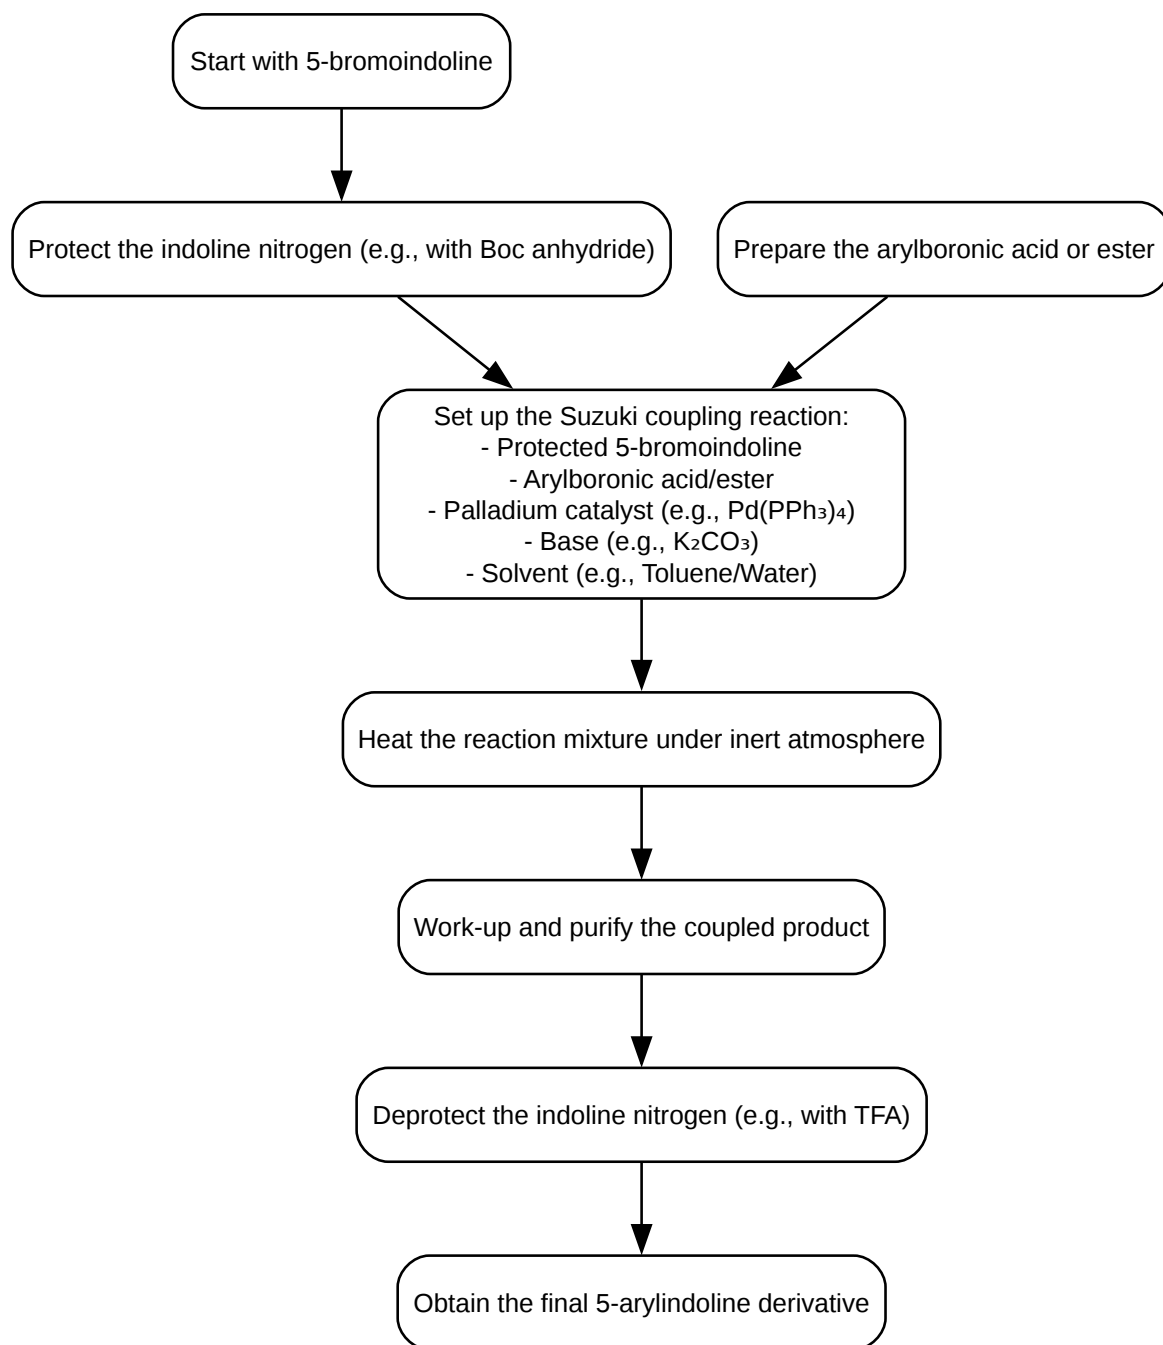 Start with 5-bromoindoline
Protect the indoline nitrogen (e.g., with Boc anhydride)
Prepare the arylboronic acid or ester
Set up the Suzuki coupling reaction:
- Protected 5-bromoindoline
- Arylboronic acid/ester
- Palladium catalyst (e.g., Pd(PPh₃)₄)
- Base (e.g., K₂CO₃)
- Solvent (e.g., Toluene/Water)
Heat the reaction mixture under inert atmosphere
Work-up and purify the coupled product
Deprotect the indoline nitrogen (e.g., with TFA)
Obtain the final 5-arylindoline derivative